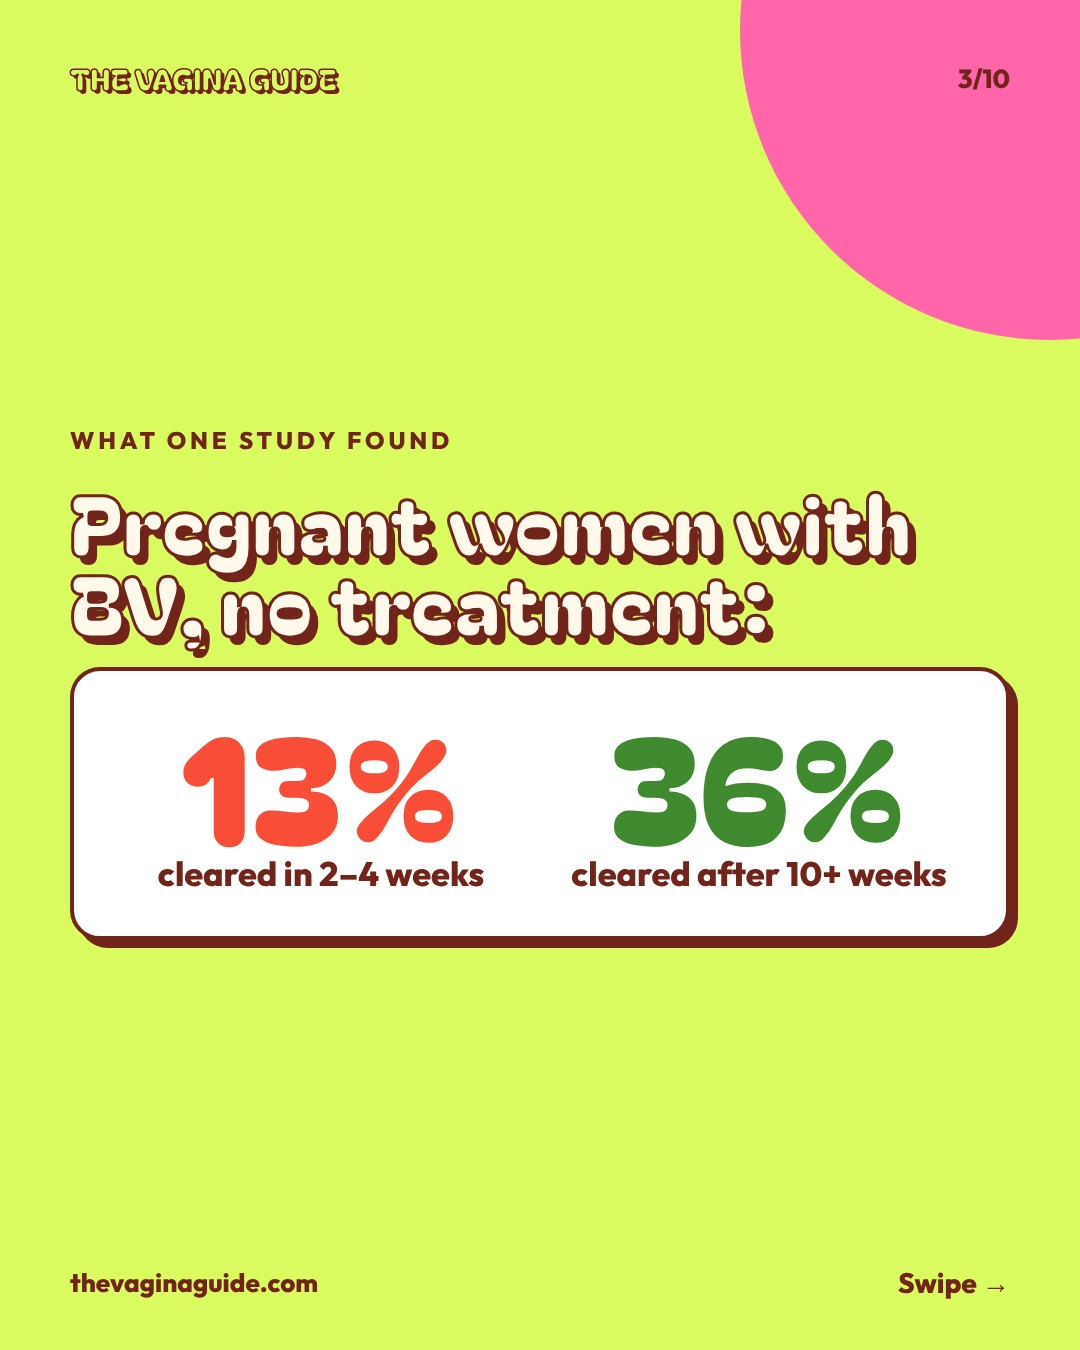 THE VAGINA GUIDE
3/10
WHAT ONE STUDY FOUND
Pregnant women with
BV, no treatment:
13%
cleared in 2–4 weeks
36%
cleared after 10+ weeks
thevaginaguide.com
Swipe →